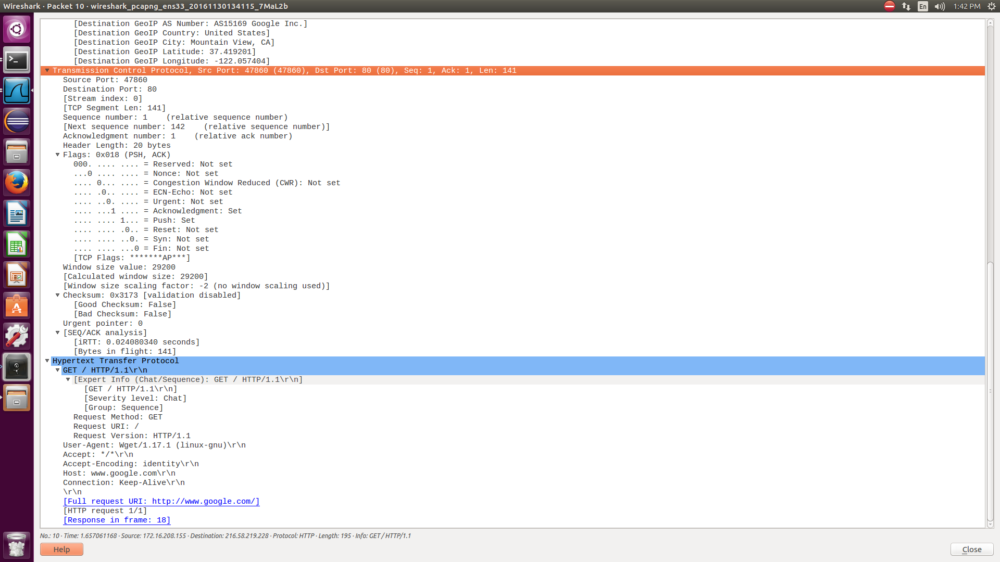 Wireshark · Packet 10 · wireshark_pcapng_ens33_20161130134115_7MaL2b
En
1:42 PM
[Destination GeoIP AS Number: AS15169 Google Inc.]
[Destination GeoIP Country: United States]
[Destination GeoIP City: Mountain View, CA]
[Destination GeoIP Latitude: 37.419201]
[Destination GeoIP Longitude: -122.057404]
Transmission Control Protocol, Src Port: 47860 (47860), Dst Port: 80 (80), Seq: 1, Ack: 1, Len: 141
Source Port: 47860
Destination Port: 80
[Stream index: 0]
[TCP Segment Len: 141]
Sequence number: 1    (relative sequence number)
[Next sequence number: 142    (relative sequence number)]
Acknowledgment number: 1    (relative ack number)
Header Length: 20 bytes
Flags: 0x018 (PSH, ACK)
000. .... .... = Reserved: Not set
...0 .... .... = Nonce: Not set
.... 0... .... = Congestion Window Reduced (CWR): Not set
.... .0.. .... = ECN-Echo: Not set
.... ..0. .... = Urgent: Not set
.... ...1 .... = Acknowledgment: Set
.... .... 1... = Push: Set
.... .... .0.. = Reset: Not set
.... .... ..0. = Syn: Not set
.... .... ...0 = Fin: Not set
[TCP Flags: *******AP***]
Window size value: 29200
[Calculated window size: 29200]
[Window size scaling factor: -2 (no window scaling used)]
Checksum: 0x3173 [validation disabled]
[Good Checksum: False]
[Bad Checksum: False]
Urgent pointer: 0
[SEQ/ACK analysis]
[iRTT: 0.024080340 seconds]
[Bytes in flight: 141]
Hypertext Transfer Protocol
GET / HTTP/1.1\r\n
[Expert Info (Chat/Sequence): GET / HTTP/1.1\r\n]
[GET / HTTP/1.1\r\n]
[Severity level: Chat]
[Group: Sequence]
Request Method: GET
Request URI: /
Request Version: HTTP/1.1
User-Agent: Wget/1.17.1 (linux-gnu)\r\n
Accept: */*\r\n
Accept-Encoding: identity\r\n
Host: www.google.com\r\n
Connection: Keep-Alive\r\n
\r\n
[Full request URI: http://www.google.com/]
[HTTP request 1/1]
[Response in frame: 18]
No.: 10 · Time: 1.657061168 · Source: 172.16.208.155 · Destination: 216.58.219.228 · Protocol: HTTP · Length: 195 · Info: GET / HTTP/1.1
Help
Close